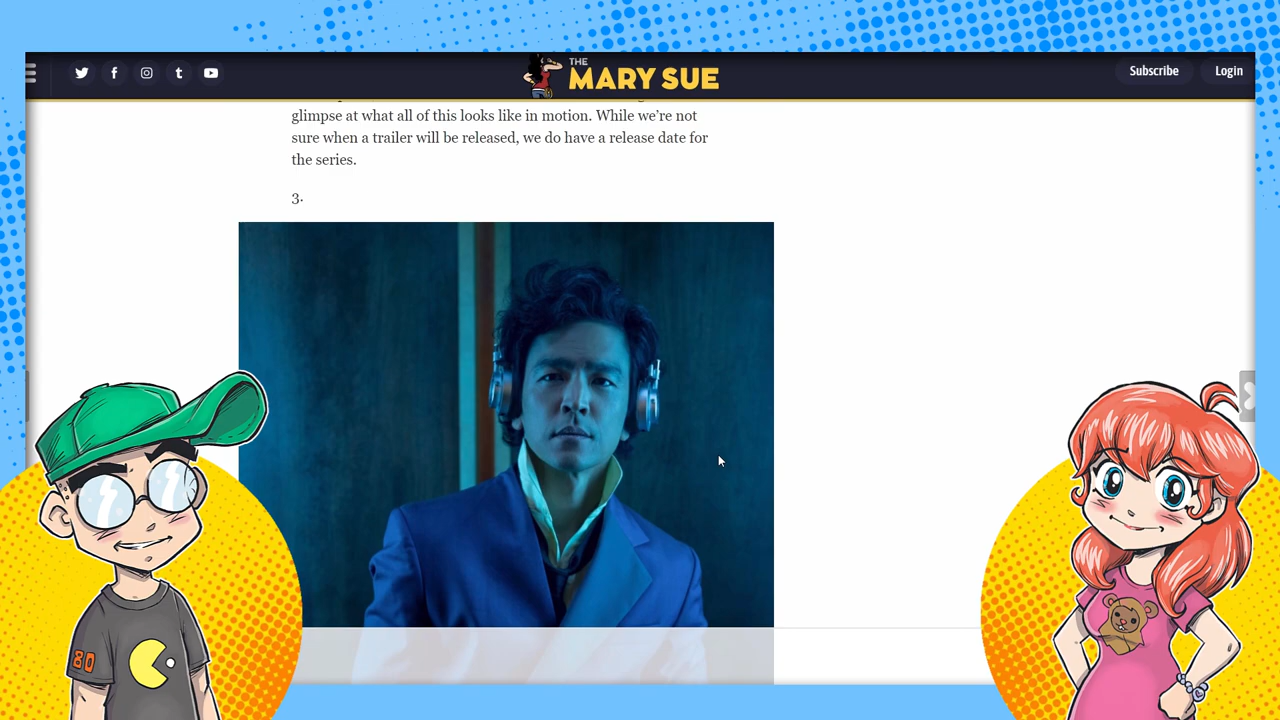 THE
MARY SUE
Subscribe
Login
glimpse at what all of this looks like in motion. While we’re not
sure when a trailer will be released, we do have a release date for
the series.
3.
80